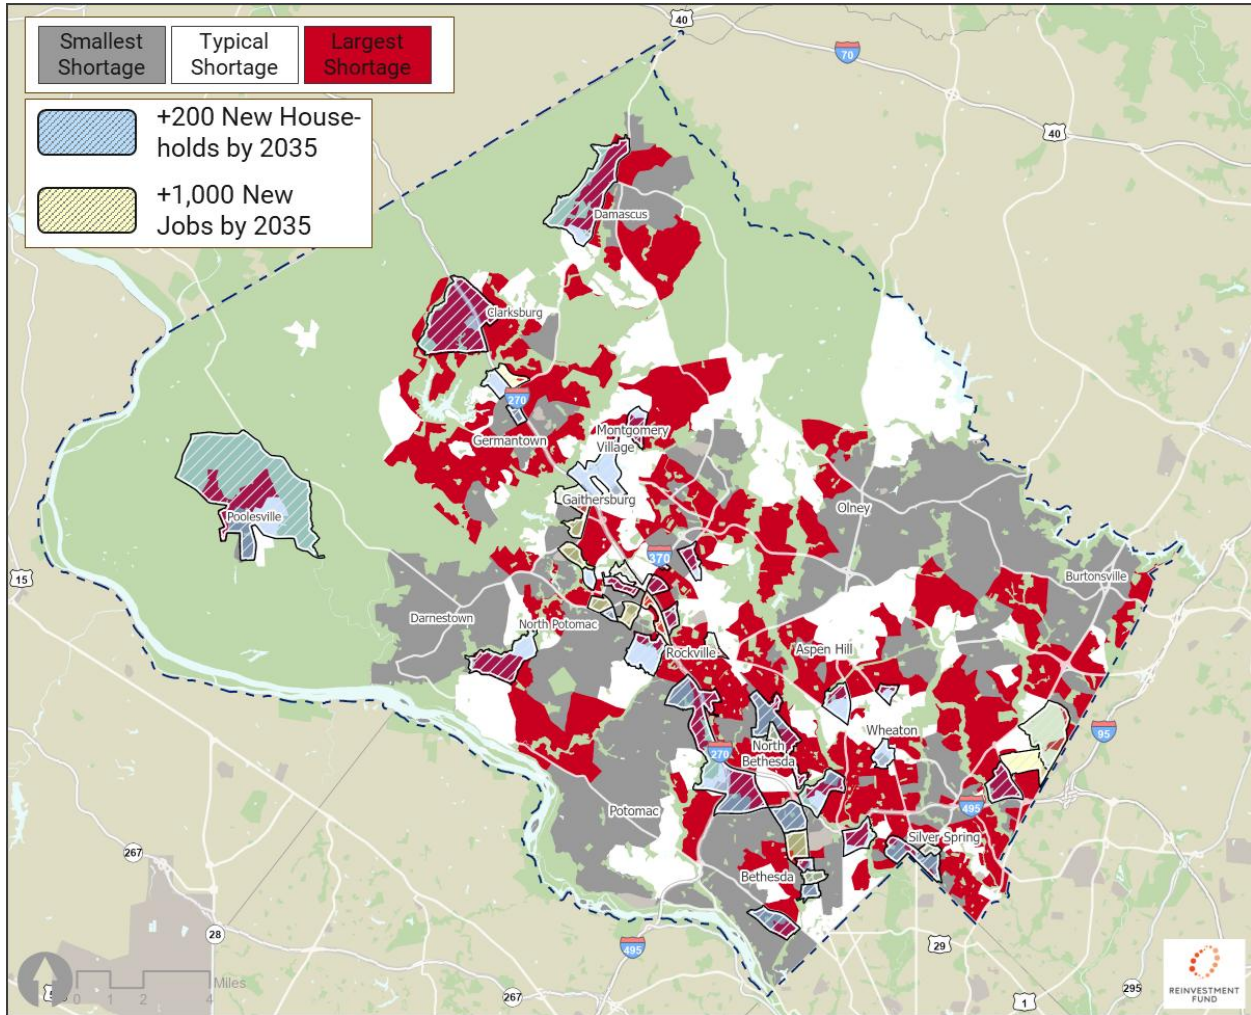 Smallest
Shortage
Typical
Shortage
Largest
Shortage
+200 New House-
holds by 2035
+1,000 New
Jobs by 2035
40
70
40
Damascus
Clarksburg
270
Germantown
Montgomery
Village
Gaithersburg
Poolesville
Olney
15
370
Burtonsville
Darnestown
North Potomac
Rockville
Aspen Hill
Wheaton
95
North
Bethesda
270
Potomac
495
Silver Spring
267
Bethesda
28
495
29
0 1 2 4 Miles
267
1
295
REINVESTMENT
FUND